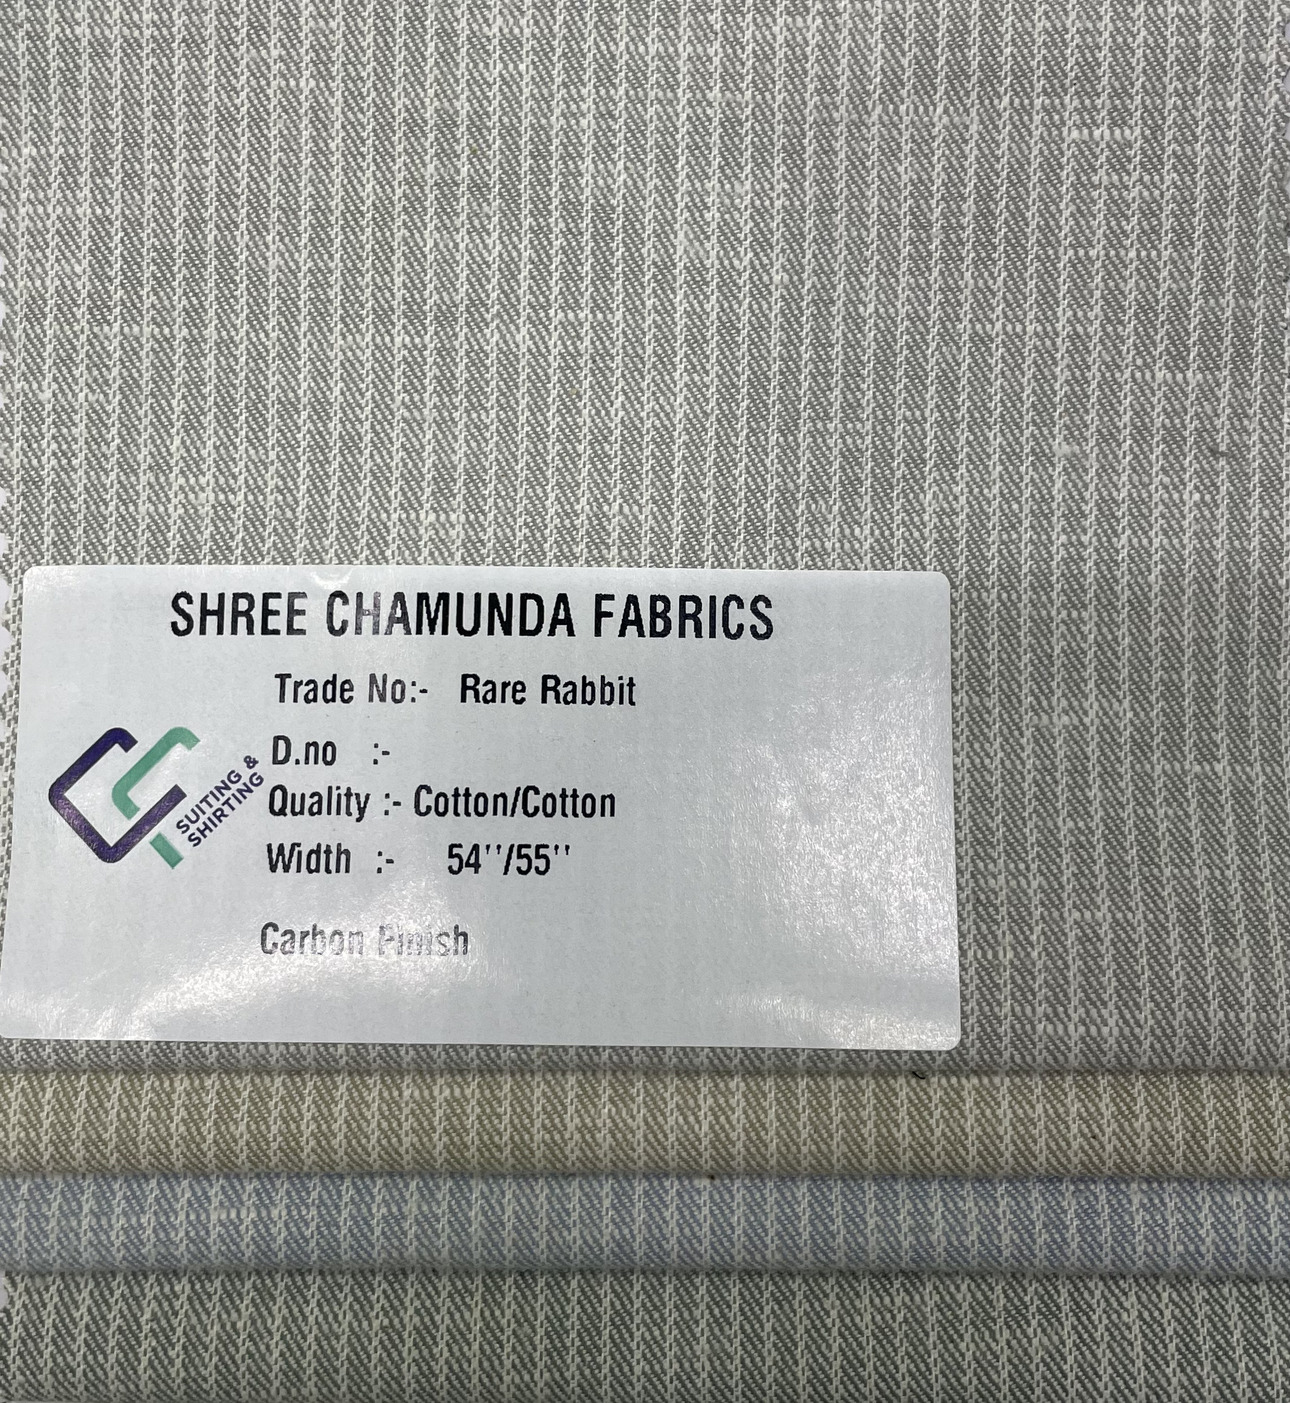 SHREE CHAMUNDA FABRICS
Trade No:- Rare Rabbit
D.no :-
Quality :- Cotton/Cotton
Width :- 54''/55''
Carbon Finish
SUITING &
SHIRTING